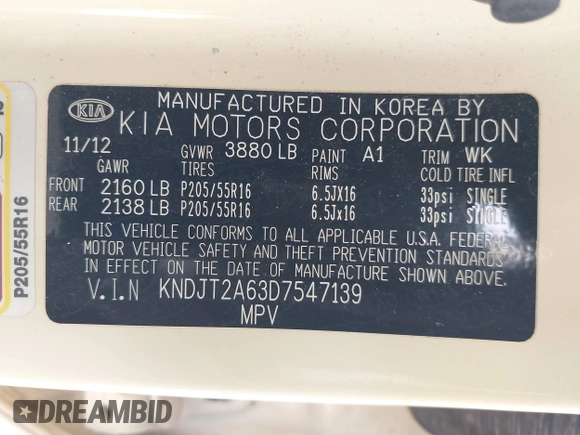 KIA
MANUFACTURED IN KOREA BY
KIA MOTORS CORPORATION
11/12 GVWR 3880 LB PAINT A1 TRIM WK
GAWR TIRES RIMS COLD TIRE INFL
FRONT 2160 LB P205/55R16 6.5JX16 33psi SINGLE
REAR 2138 LB P205/55R16 6.5Jx16 33psi SINGLE
THIS VEHICLE CONFORMS TO ALL APPLICABLE U.S.A. FEDERAL
MOTOR VEHICLE SAFETY AND THEFT PREVENTION STANDARDS
IN EFFECT ON THE DATE OF MANUFACTURE SHOWN ABOVE.
V.I.N KNDJT2A63D7547139
MPV
P205/55R16
DREAMBID